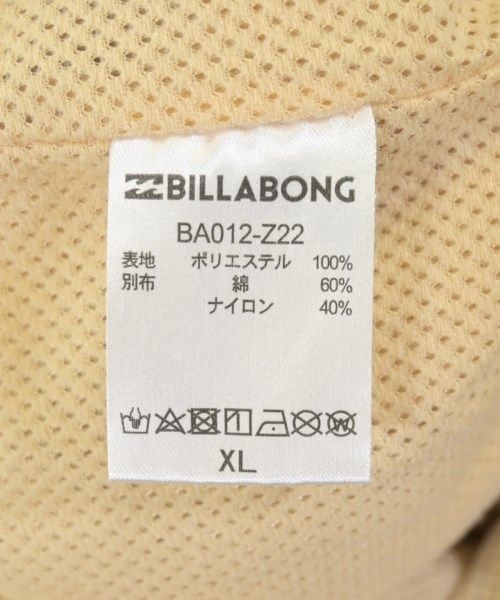 BILLABONG
BA012-Z22
表地 ポリエステル 100%
別布 綿 60%
ナイロン 40%
W
XL